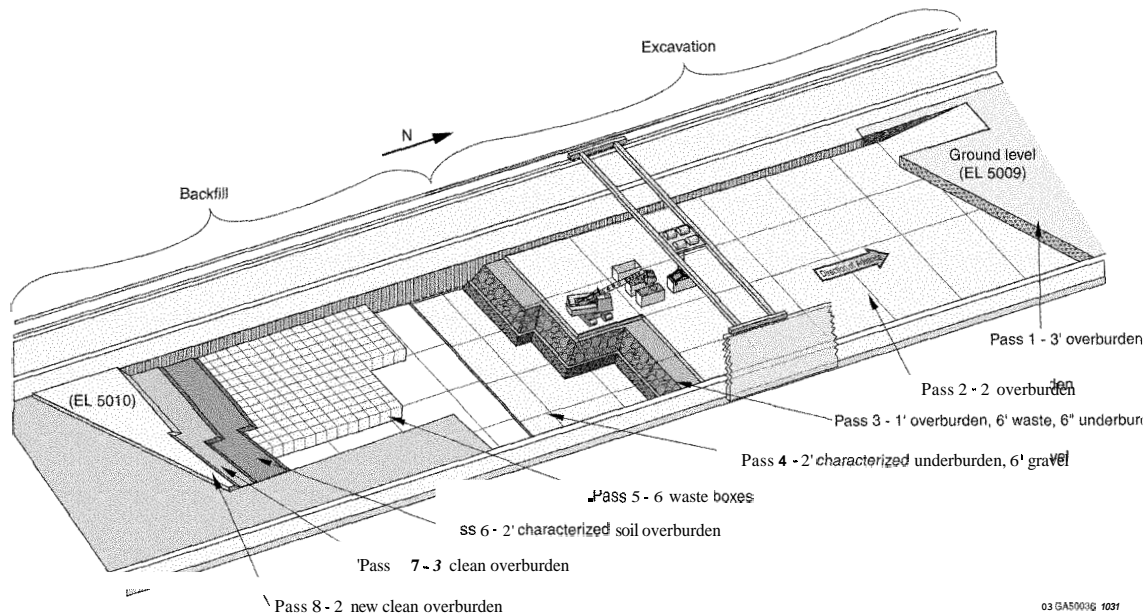 Excavation
N
Backfill
Ground level
(EL 5009)
Direction of
Pass 1 - 3' overburden
Pass 2 - 2 overburden
Pass 3 - 1' overburden, 6' waste, 6" underbur
Pass 4 - 2' characterized underburden, 6' gravel
(EL 5010)
Pass 5 - 6 waste boxes
ss 6 - 2' characterized soil overburden
'Pass 7 - 3 clean overburden
Pass 8 - 2 new clean overburden
03 GA50036 1031